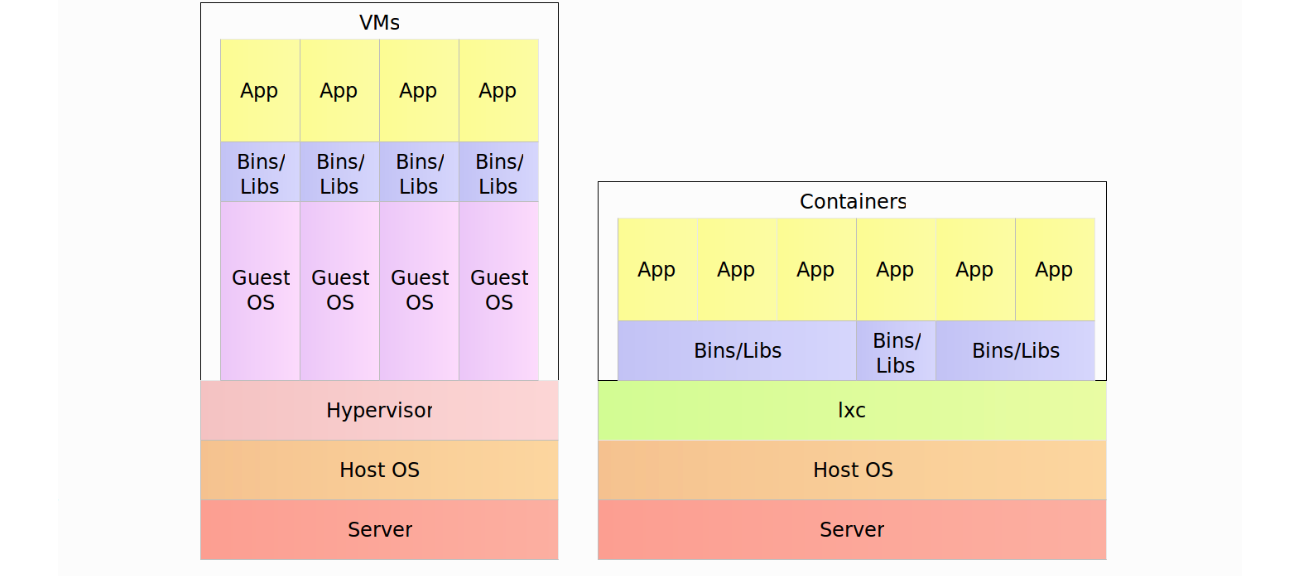 VMs
App App App App
Bins/ Bins/ Bins/ Bins/
Libs Libs Libs Libs
Guest Guest Guest Guest
OS OS OS OS
Hypervisor
Host OS
Server
Containers
App App App App App App
Bins/Libs Bins/ Bins/Libs
Libs
lxc
Host OS
Server